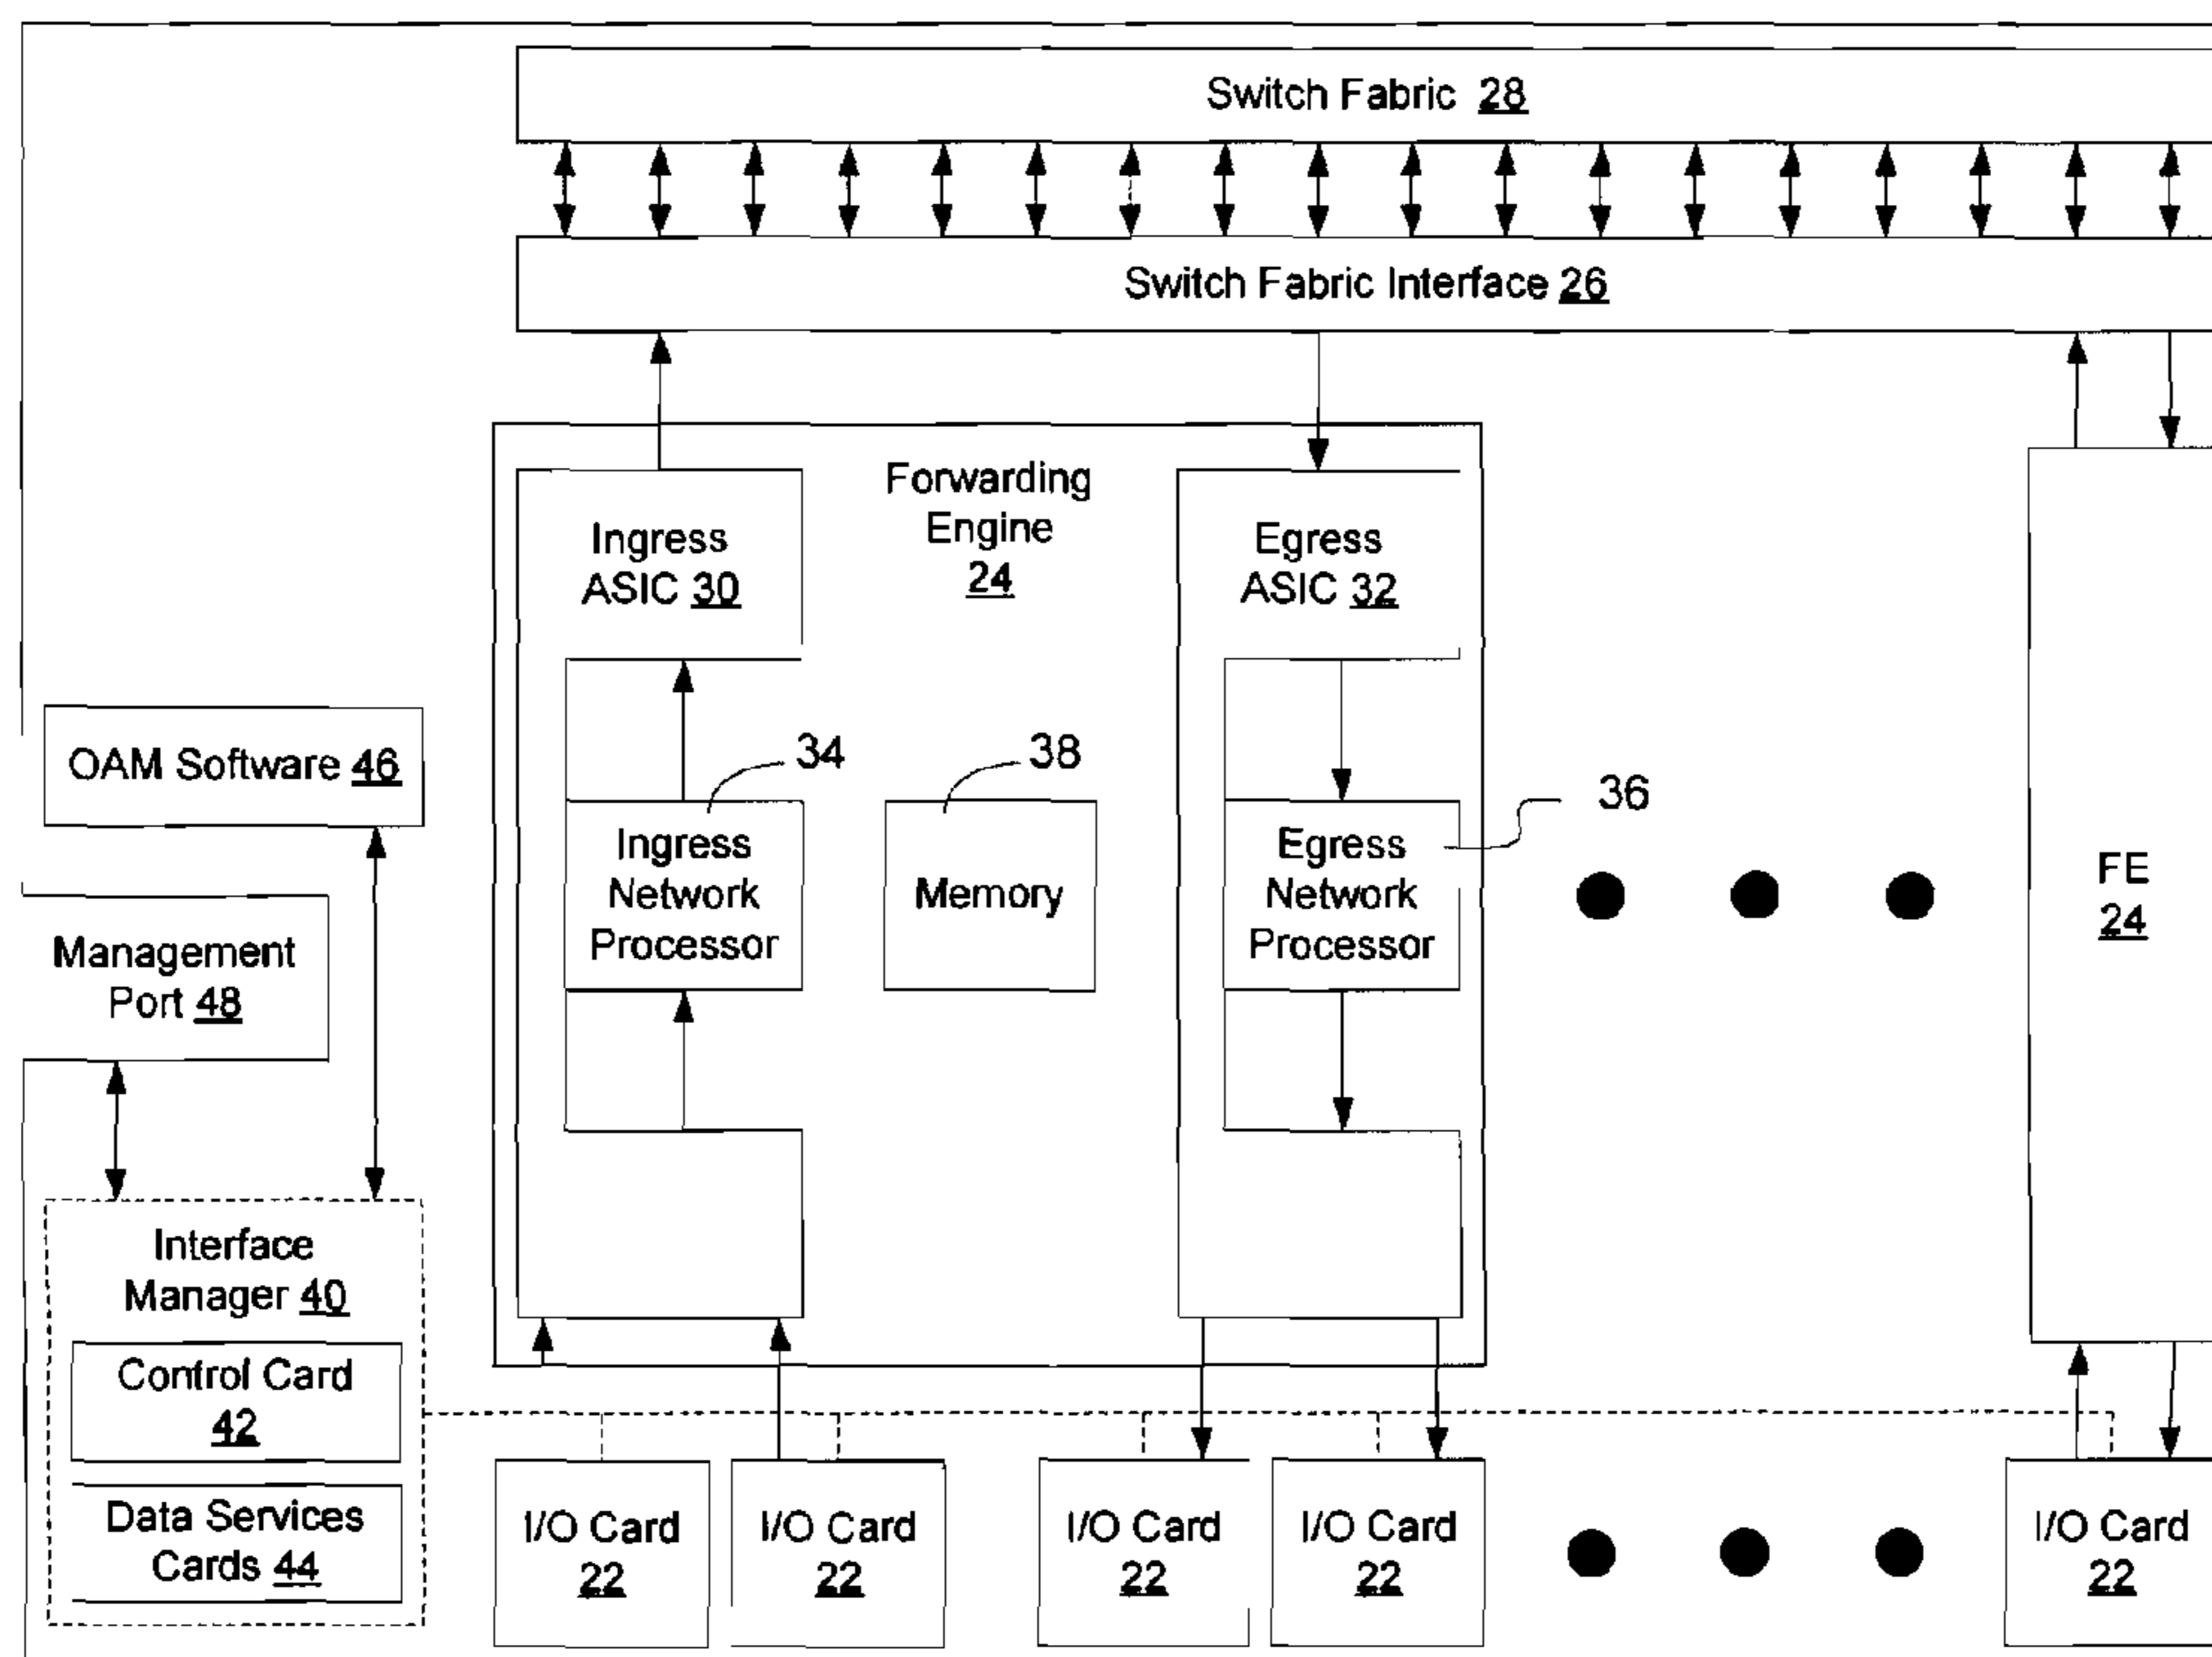 Switch Fabric 28
Switch Fabric Interface 26
Forwarding
Engine
24
Ingress
ASIC 30
Egress
ASIC 32
OAM Software 46
34
38
36
Ingress
Network
Processor
Memory
Egress
Network
Processor
FE
24
Management
Port 48
Interface
Manager 40
Control Card
42
Data Services
Cards 44
I/O Card
22
I/O Card
22
I/O Card
22
I/O Card
22
I/O Card
22